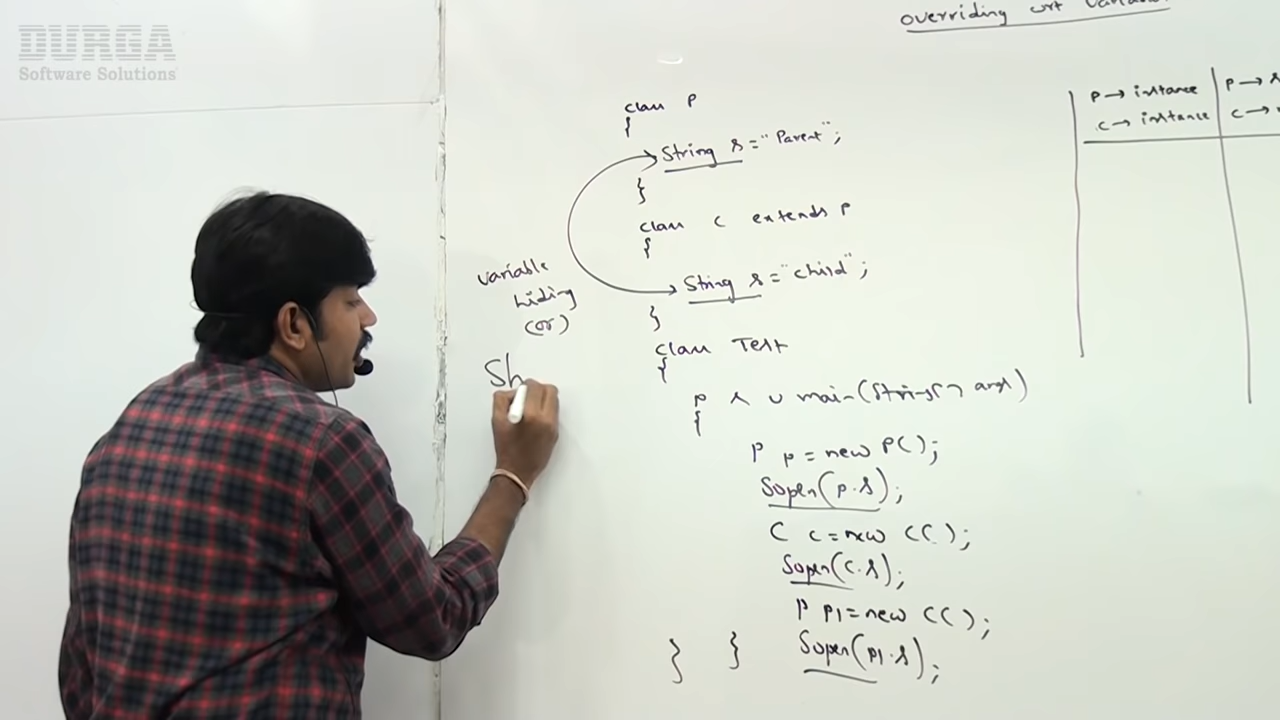 DURGA
Software Solutions
overriding wrt Variabl
P → instance
C → instance
P → s
C →
class P
{
String s = "Parent";
}
class C extends P
{
String s = "child";
}
variable
hiding
(or)
Sh
class Test
{
P s v main(String[] args)
{
P p = new P();
Sopln(p.s);
C c = new C();
Sopln(c.s);
P p1 = new C();
Sopln(p1.s);
}
}